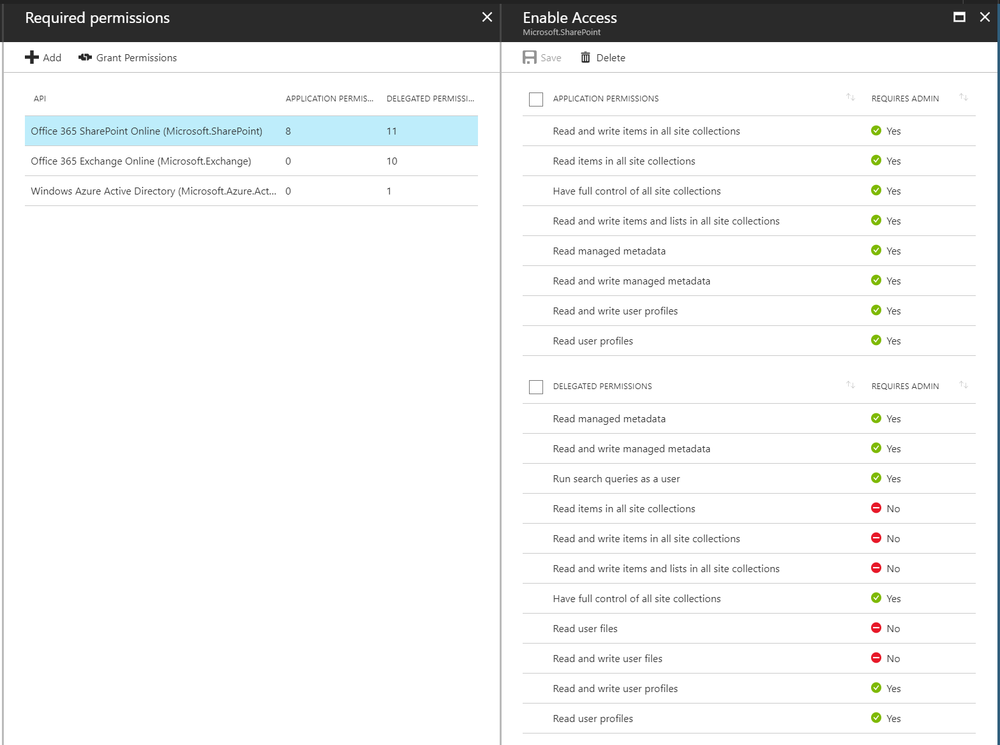 Required permissions
Add Grant Permissions
API APPLICATION PERMIS... DELEGATED PERMISSI...
Office 365 SharePoint Online (Microsoft.SharePoint) 8 11
Office 365 Exchange Online (Microsoft.Exchange) 0 10
Windows Azure Active Directory (Microsoft.Azure.Act... 0 1
Enable Access
Microsoft.SharePoint
Save Delete
APPLICATION PERMISSIONS REQUIRES ADMIN
Read and write items in all site collections Yes
Read items in all site collections Yes
Have full control of all site collections Yes
Read and write items and lists in all site collections Yes
Read managed metadata Yes
Read and write managed metadata Yes
Read and write user profiles Yes
Read user profiles Yes
DELEGATED PERMISSIONS REQUIRES ADMIN
Read managed metadata Yes
Read and write managed metadata Yes
Run search queries as a user Yes
Read items in all site collections No
Read and write items in all site collections No
Read and write items and lists in all site collections No
Have full control of all site collections Yes
Read user files No
Read and write user files No
Read and write user profiles Yes
Read user profiles Yes